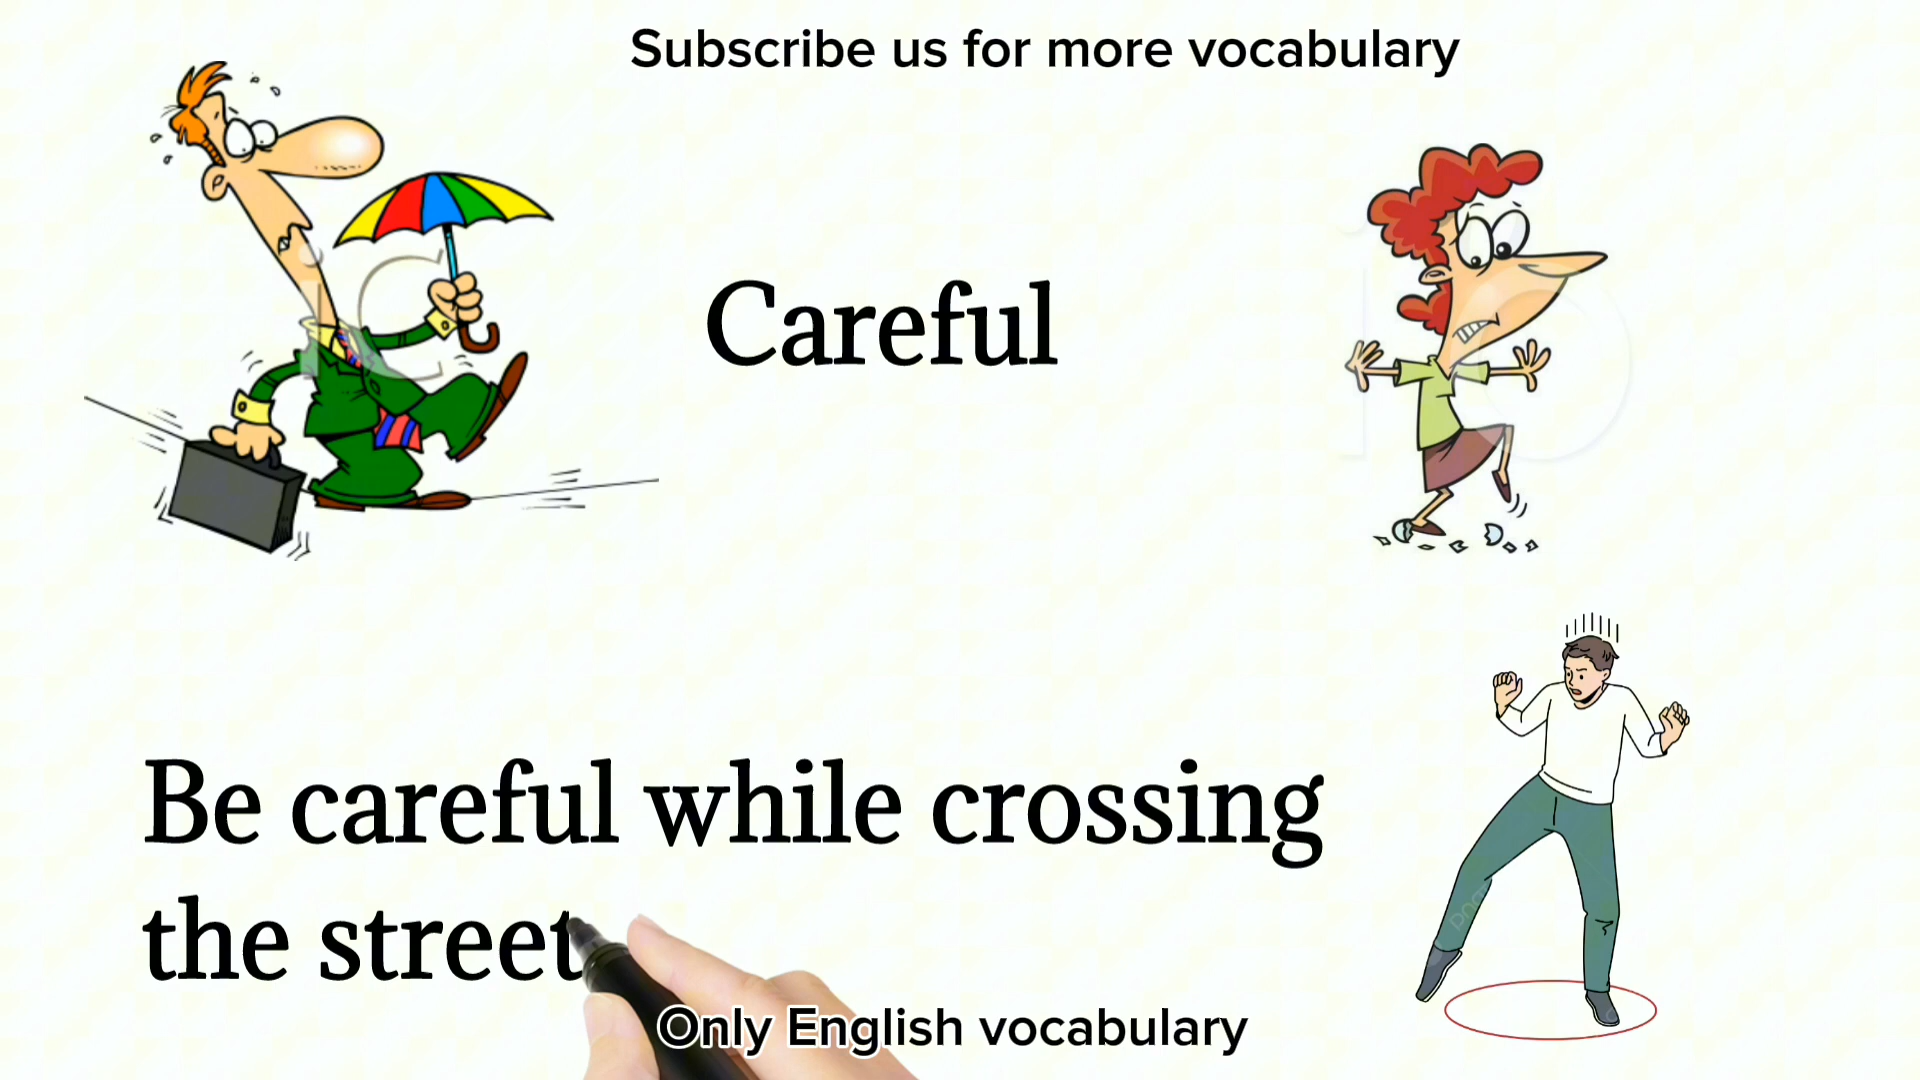 Subscribe us for more vocabulary
Careful
Be careful while crossing
the street
Only English vocabulary